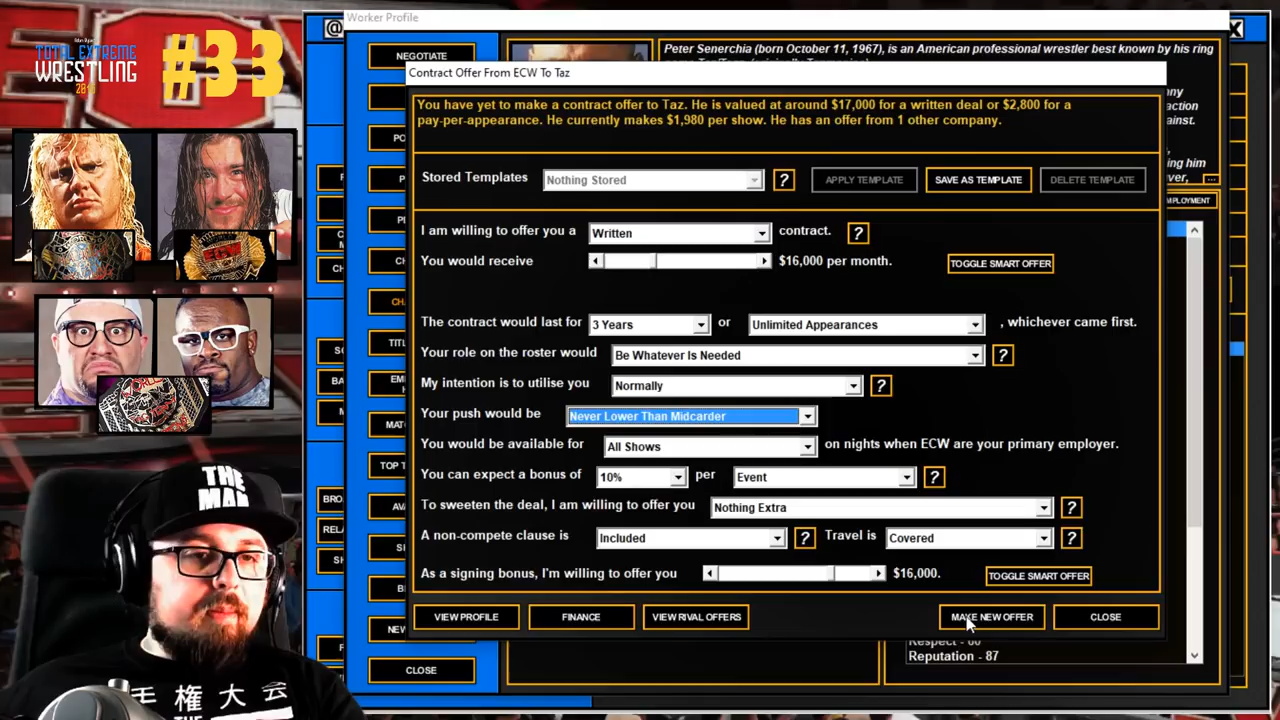 Worker Profile
TOTAL EXTREME
WRESTLING
#33
NEGOTIATE
X
Peter Senerchia (born October 11, 1967), is an American professional wrestler best known by his ring
Contract Offer From ECW To Taz
You have yet to make a contract offer to Taz. He is valued at around $17,000 for a written deal or $2,800 for a
pay-per-appearance. He currently makes $1,980 per show. He has an offer from 1 other company.
Stored Templates
Nothing Stored
?
APPLY TEMPLATE
SAVE AS TEMPLATE
DELETE TEMPLATE
I am willing to offer you a
Written
contract.
?
You would receive
$16,000 per month.
TOGGLE SMART OFFER
The contract would last for
3 Years
or
Unlimited Appearances
, whichever came first.
Your role on the roster would
Be Whatever Is Needed
?
My intention is to utilise you
Normally
?
Your push would be
Never Lower Than Midcarder
You would be available for
All Shows
on nights when ECW are your primary employer.
You can expect a bonus of
10%
per
Event
?
To sweeten the deal, I am willing to offer you
Nothing Extra
?
A non-compete clause is
Included
?
Travel is
Covered
?
As a signing bonus, I'm willing to offer you
$16,000.
TOGGLE SMART OFFER
VIEW PROFILE
FINANCE
VIEW RIVAL OFFERS
MAKE NEW OFFER
CLOSE
Reputation - 87
CLOSE
THE
MAN
手権大会
THE